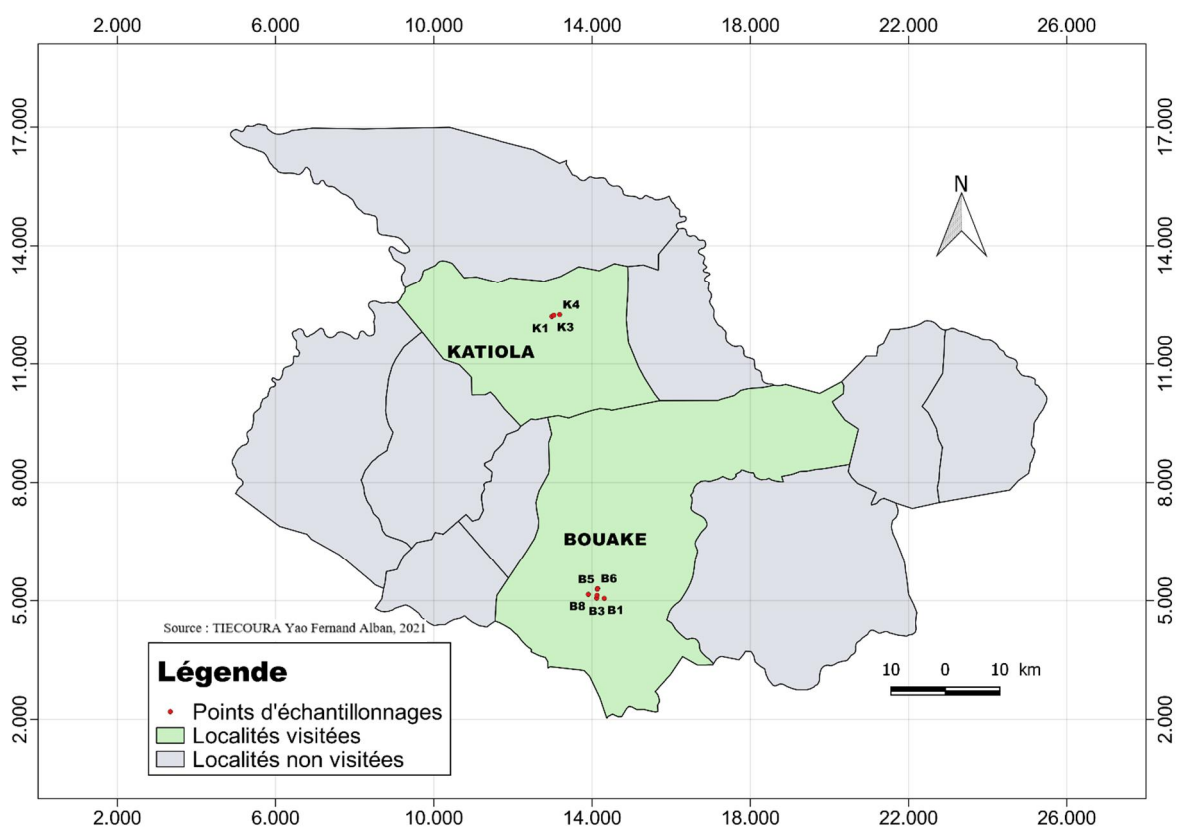 2.000 6.000 10.000 14.000 18.000 22.000 26.000
17.000 17.000
14.000 14.000
N
K4
K1 K3
KATIOLA
11.000 11.000
8.000 8.000
BOUAKE
B5 B6
B8 B3 B1
5.000 5.000
Source : TIECOURA Yao Fernand Alban, 2021
Légende
10 0 10 km
Points d'échantillonnages
2.000 2.000
Localités visitées
Localités non visitées
2.000 6.000 10.000 14.000 18.000 22.000 26.000